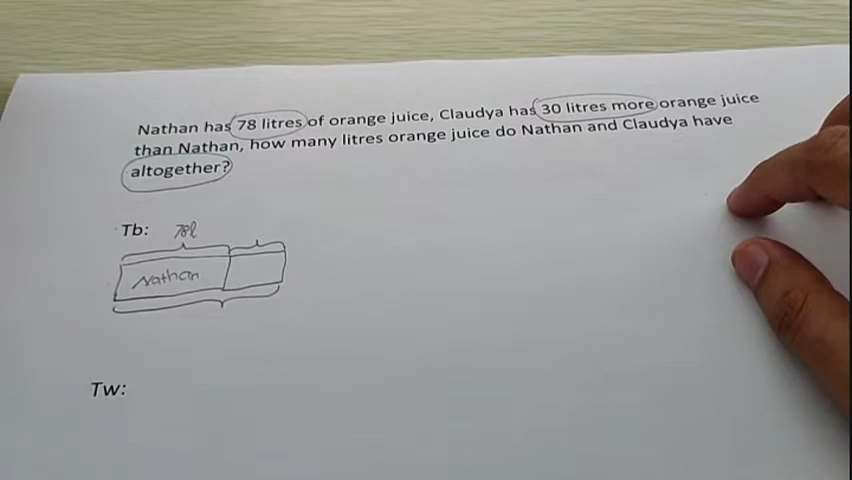 Nathan has 78 litres of orange juice, Claudya has 30 litres more orange juice
than Nathan, how many litres orange juice do Nathan and Claudya have
altogether?
Tb: 78l
Nathan
Tw: